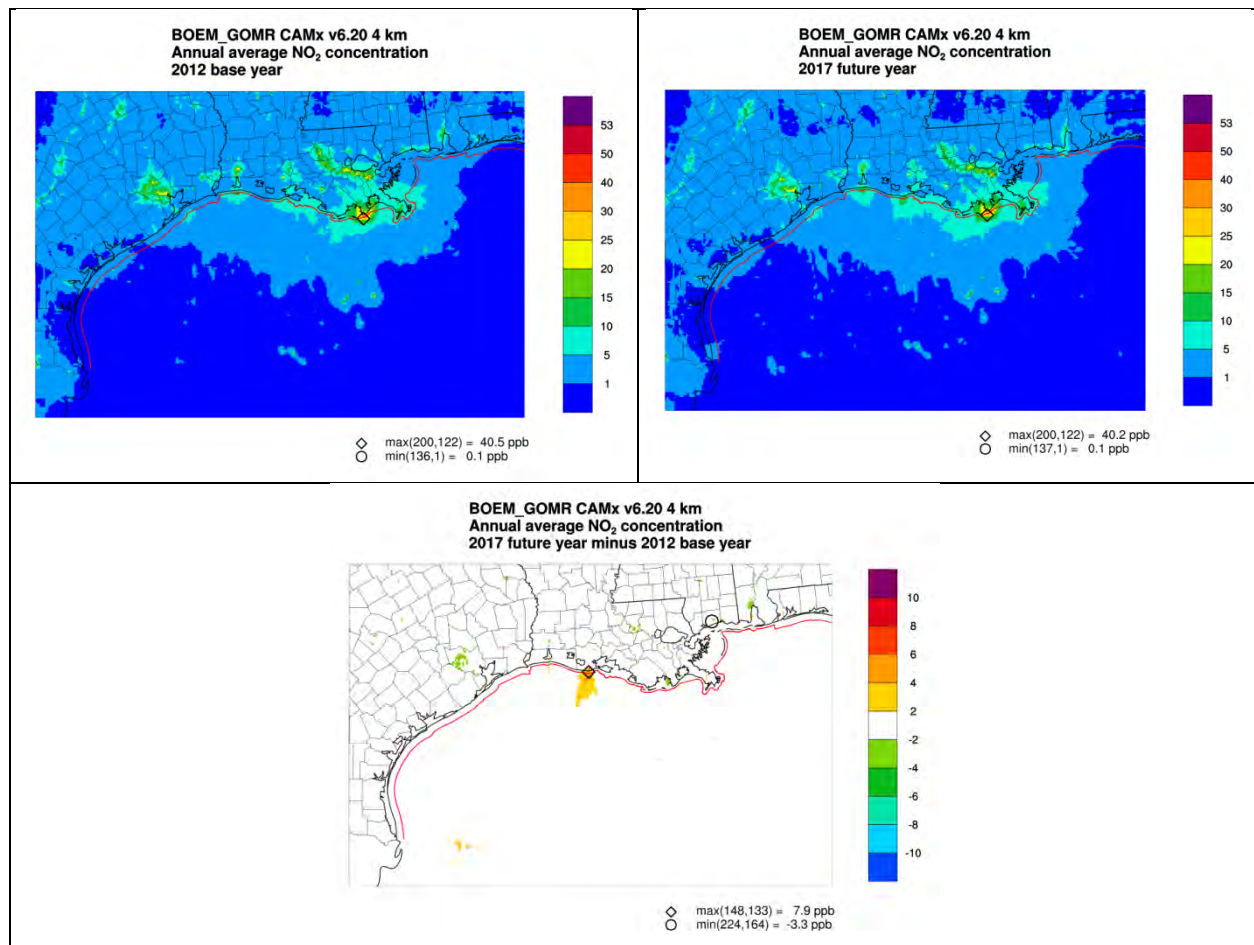 BOEM_GOMR CAMx v6.20 4 km
Annual average NO₂ concentration
2012 base year
53
50
40
30
25
20
15
10
5
1
max(200,122) = 40.5 ppb
min(136,1) = 0.1 ppb
BOEM_GOMR CAMx v6.20 4 km
Annual average NO₂ concentration
2017 future year
53
50
40
30
25
20
15
10
5
1
max(200,122) = 40.2 ppb
min(137,1) = 0.1 ppb
BOEM_GOMR CAMx v6.20 4 km
Annual average NO₂ concentration
2017 future year minus 2012 base year
10
8
6
4
2
-2
-4
-6
-8
-10
max(148,133) = 7.9 ppb
min(224,164) = -3.3 ppb